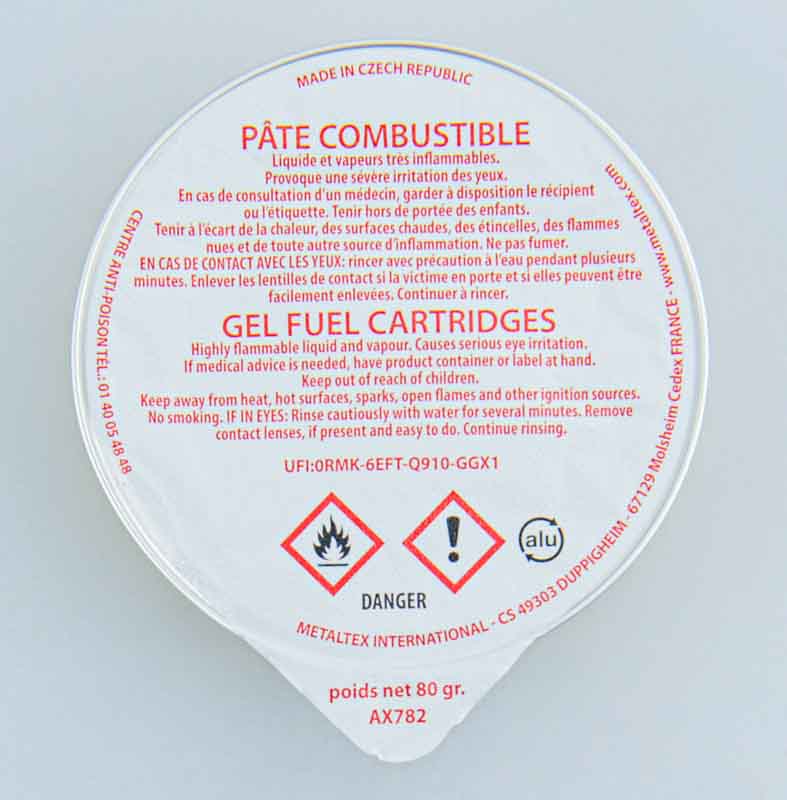 MADE IN CZECH REPUBLIC
PÂTE COMBUSTIBLE
Liquide et vapeurs très inflammables.
Provoque une sévère irritation des yeux.
En cas de consultation d'un médecin, garder à disposition le récipient
ou l'étiquette. Tenir hors de portée des enfants.
Tenir à l'écart de la chaleur, des surfaces chaudes, des étincelles, des flammes
nues et de toute autre source d'inflammation. Ne pas fumer.
EN CAS DE CONTACT AVEC LES YEUX: rincer avec précaution à l'eau pendant plusieurs
minutes. Enlever les lentilles de contact si la victime en porte et si elles peuvent être
facilement enlevées. Continuer à rincer.
GEL FUEL CARTRIDGES
Highly flammable liquid and vapour. Causes serious eye irritation.
If medical advice is needed, have product container or label at hand.
Keep out of reach of children.
Keep away from heat, hot surfaces, sparks, open flames and other ignition sources.
No smoking. IF IN EYES: Rinse cautiously with water for several minutes. Remove
contact lenses, if present and easy to do. Continue rinsing.
UFI:0RMK-6EFT-Q910-GGX1
alu
DANGER
CENTRE ANTI-POISON TÉL.: 01 40 05 48 48
METALTEX INTERNATIONAL - CS 49303 DUPPIGHEIM - 67129 Molsheim Cedex FRANCE - www.metaltex.com
poids net 80 gr.
AX782